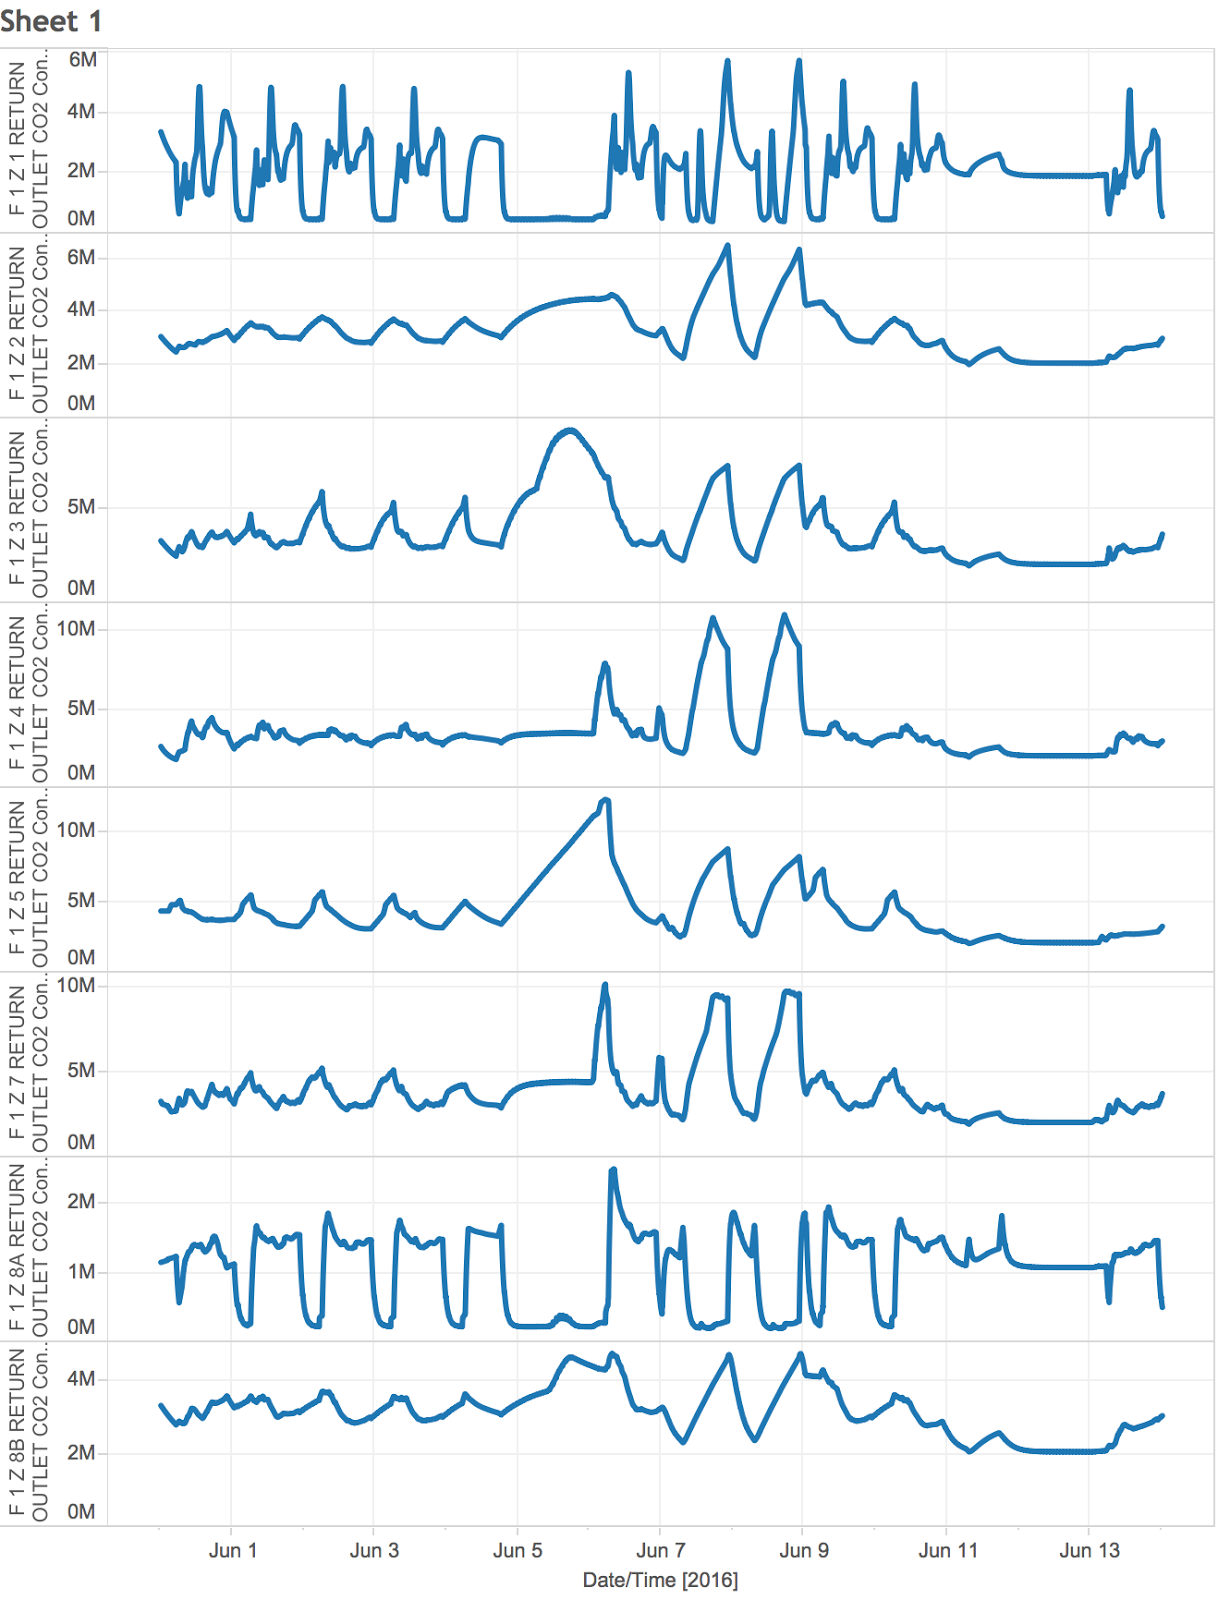 Sheet 1
F 1 Z 1 RETURN
OUTLET CO2 Con..
6M
4M
2M
0M
F 1 Z 2 RETURN
OUTLET CO2 Con..
6M
4M
2M
0M
F 1 Z 3 RETURN
OUTLET CO2 Con..
5M
0M
F 1 Z 4 RETURN
OUTLET CO2 Con..
10M
5M
0M
F 1 Z 5 RETURN
OUTLET CO2 Con..
10M
5M
0M
F 1 Z 7 RETURN
OUTLET CO2 Con..
10M
5M
0M
F 1 Z 8A RETURN
OUTLET CO2 Con..
2M
1M
0M
F 1 Z 8B RETURN
OUTLET CO2 Con..
4M
2M
0M
Jun 1 Jun 3 Jun 5 Jun 7 Jun 9 Jun 11 Jun 13
Date/Time [2016]